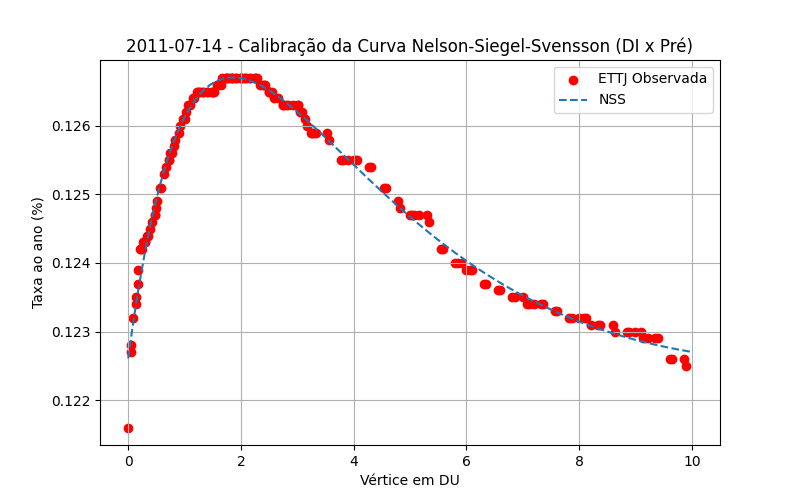 2011-07-14 - Calibração da Curva Nelson-Siegel-Svensson (DI x Pré)
ETTJ Observada
NSS
Taxa ao ano (%)
0.126
0.125
0.124
0.123
0.122
0 2 4 6 8 10
Vértice em DU